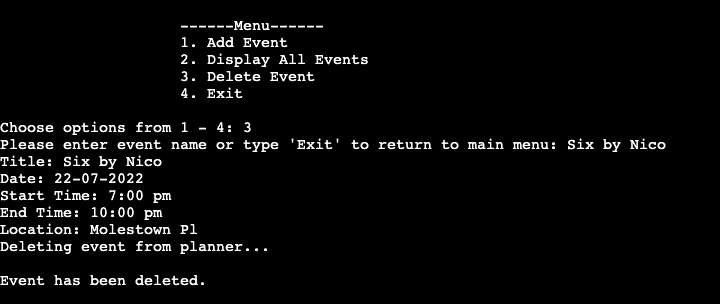 ------Menu------
1. Add Event
2. Display All Events
3. Delete Event
4. Exit
Choose options from 1 - 4: 3
Please enter event name or type 'Exit' to return to main menu: Six by Nico
Title: Six by Nico
Date: 22-07-2022
Start Time: 7:00 pm
End Time: 10:00 pm
Location: Molestown Pl
Deleting event from planner...
Event has been deleted.